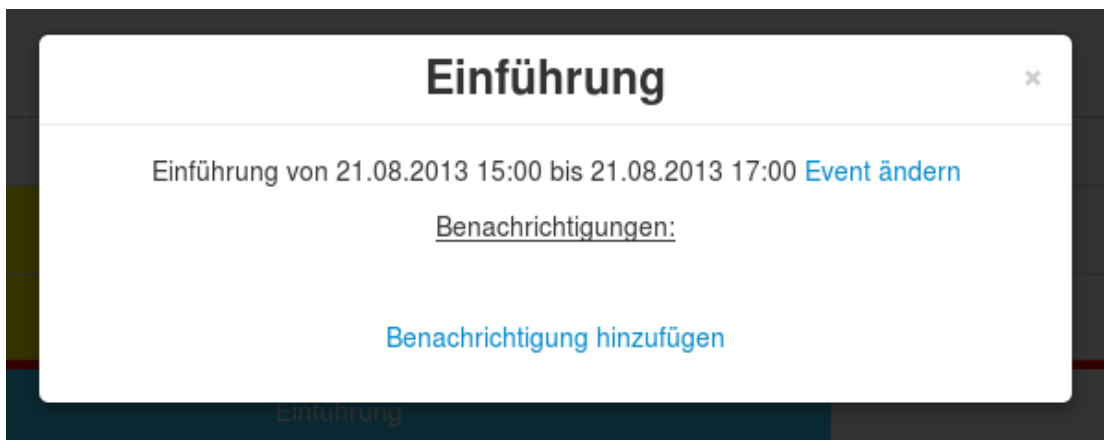 Einführung
×
Einführung von 21.08.2013 15:00 bis 21.08.2013 17:00 Event ändern
Benachrichtigungen:
Benachrichtigung hinzufügen
Einführung